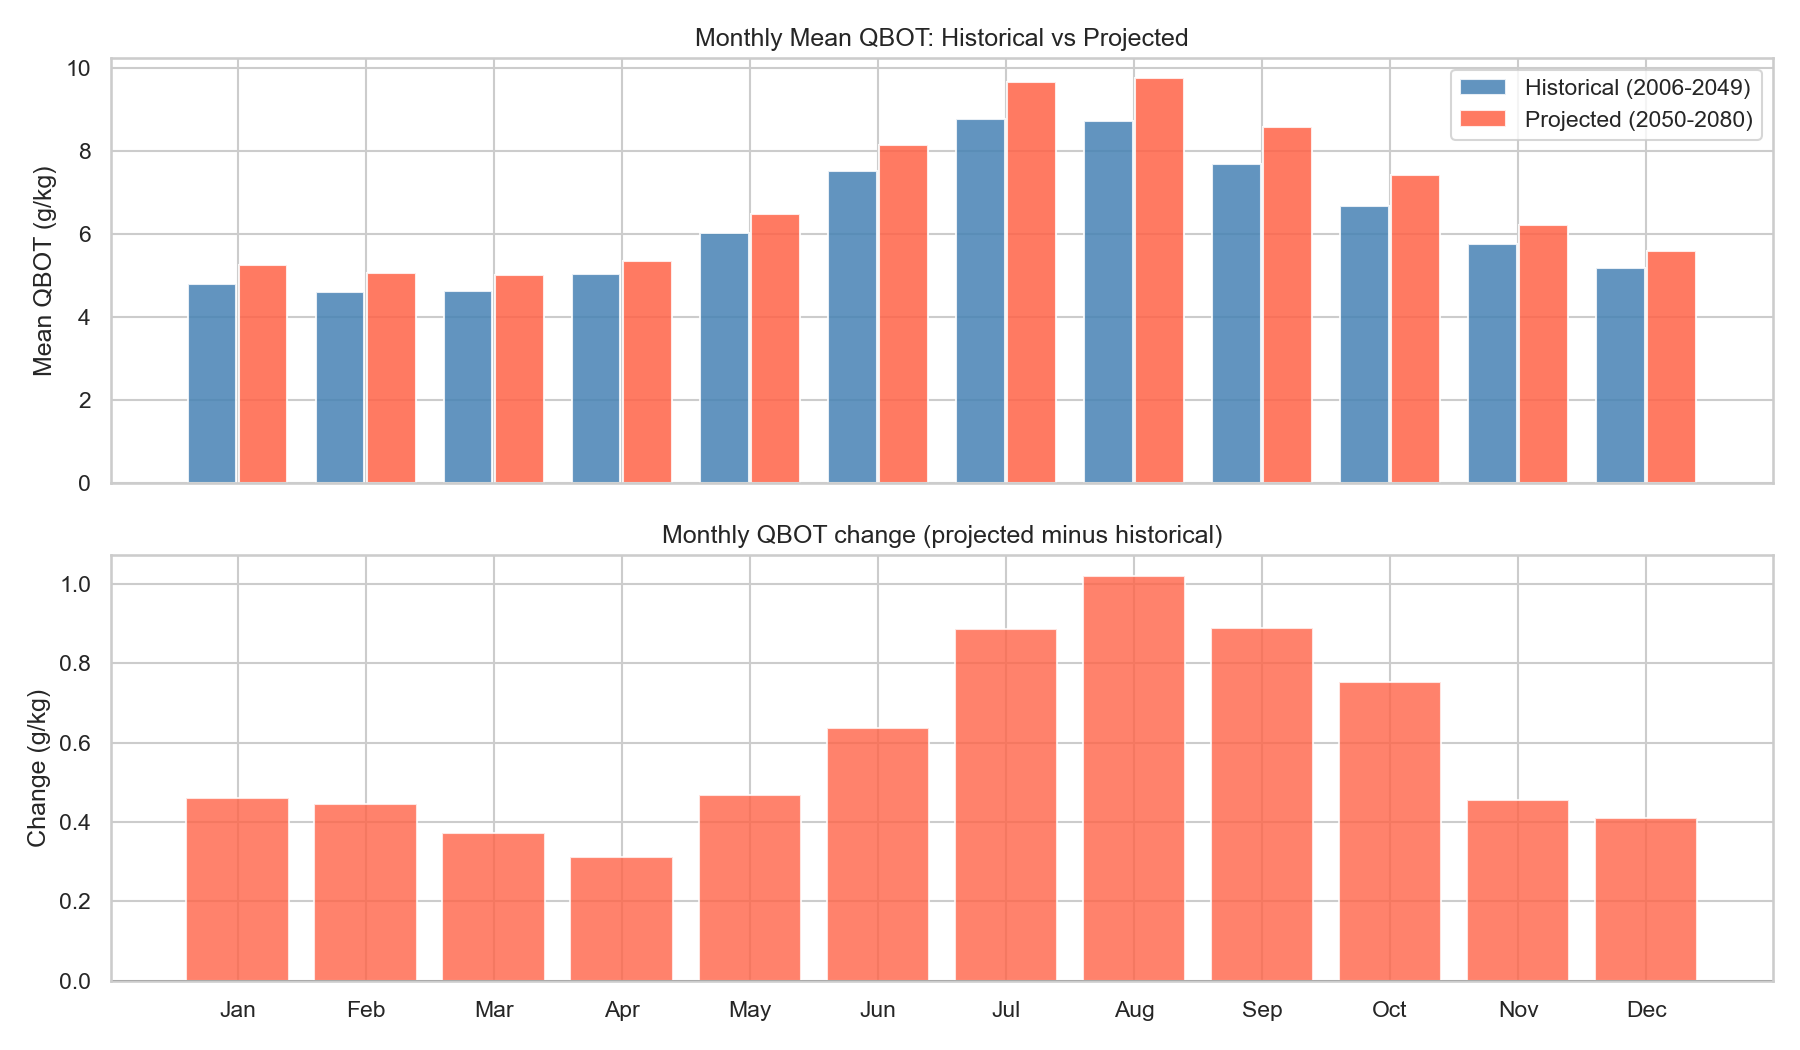 Monthly Mean QBOT: Historical vs Projected
Mean QBOT (g/kg)
10
8
6
4
2
0
Historical (2006-2049)
Projected (2050-2080)
Monthly QBOT change (projected minus historical)
Change (g/kg)
1.0
0.8
0.6
0.4
0.2
0.0
Jan Feb Mar Apr May Jun Jul Aug Sep Oct Nov Dec